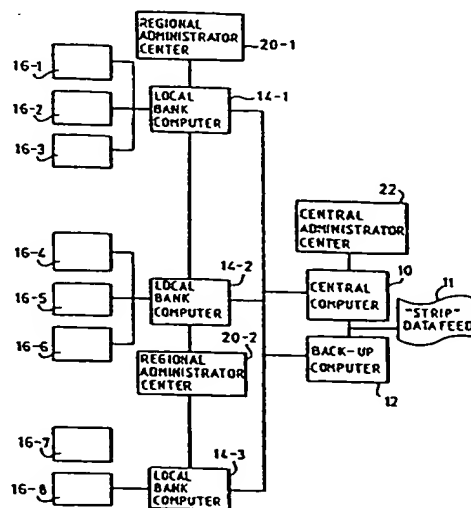 REGIONAL
ADMINISTRATOR
CENTER
20-1
16-1
16-2
16-3
LOCAL
BANK
COMPUTER
14-1
22
CENTRAL
ADMINISTRATOR
CENTER
16-4
16-5
16-6
LOCAL
BANK
COMPUTER
14-2
10
CENTRAL
COMPUTER
11
"STRIP"
DATA FEED
20-2
REGIONAL
ADMINISTRATOR
CENTER
BACK-UP
COMPUTER
12
16-7
16-8
14-3
LOCAL
BANK
COMPUTER